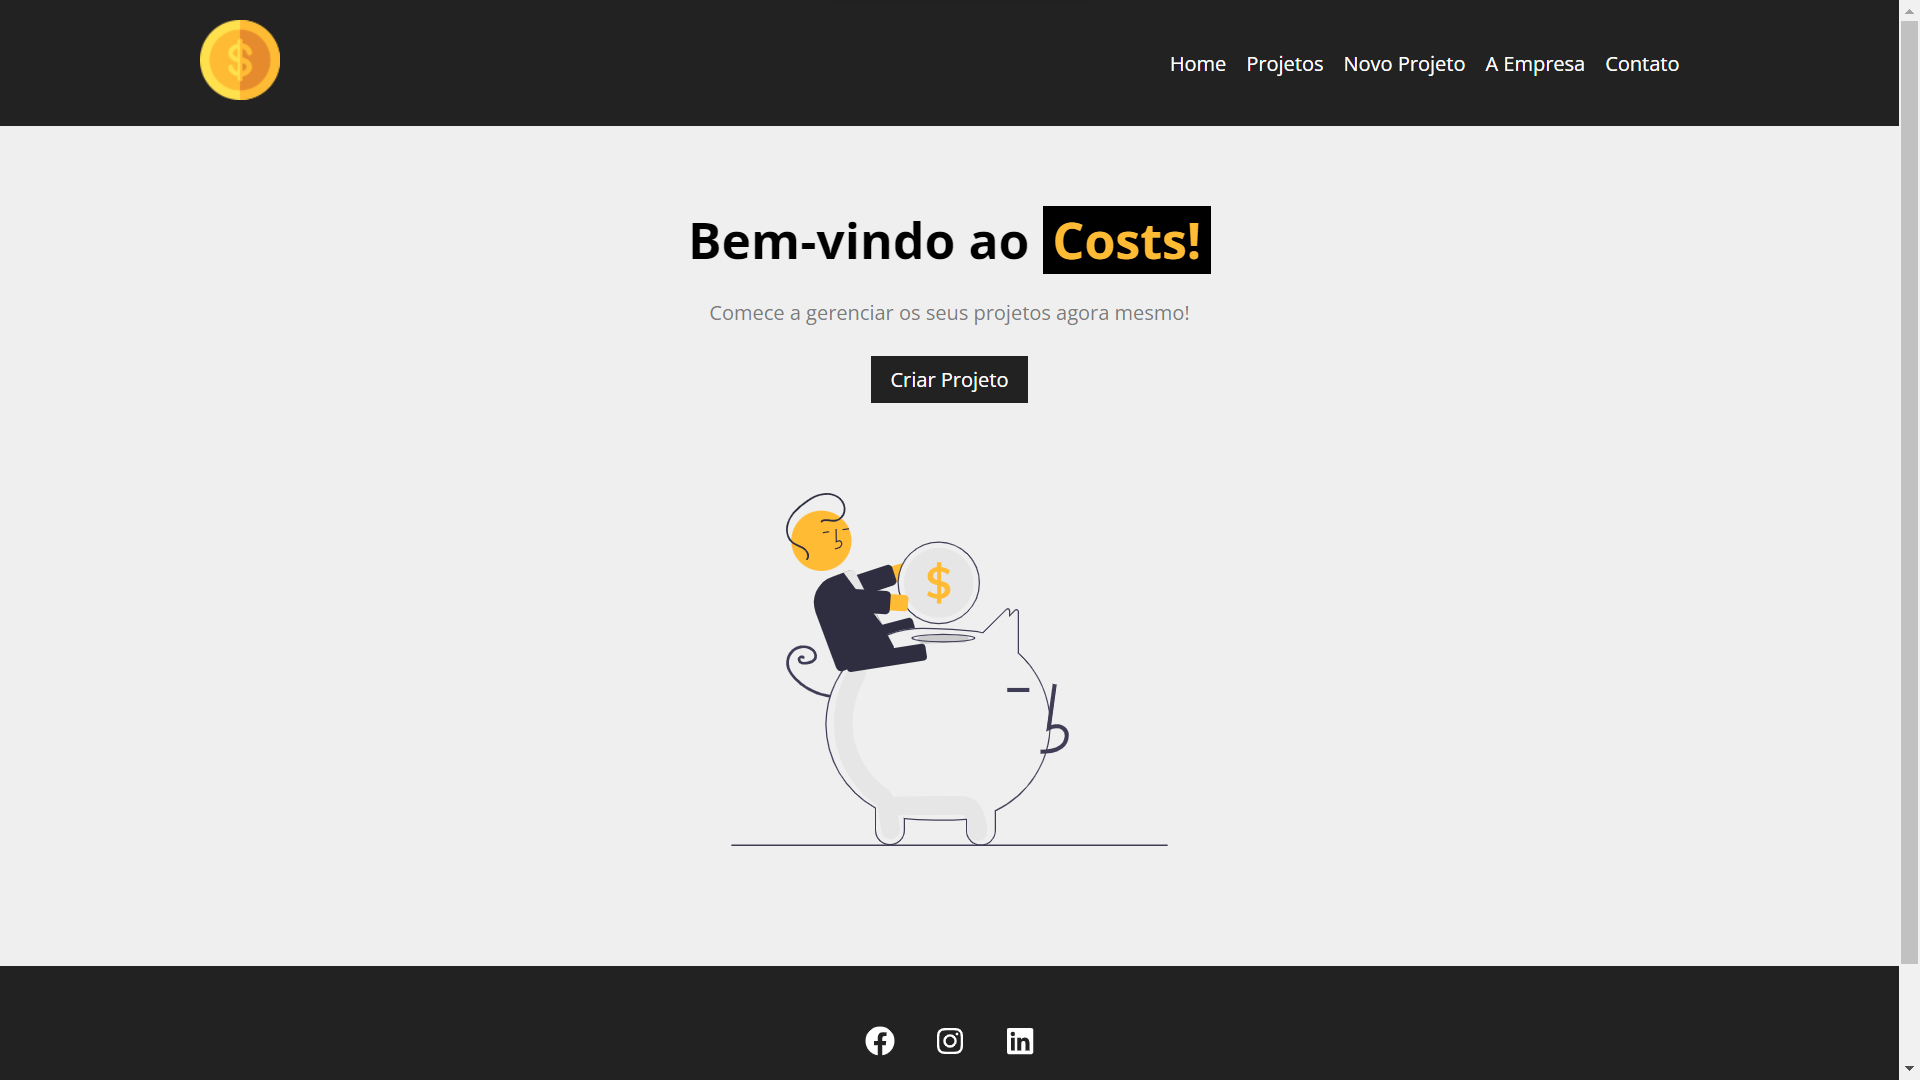 $
Home Projetos Novo Projeto A Empresa Contato
Bem-vindo ao Costs!
Comece a gerenciar os seus projetos agora mesmo!
Criar Projeto
$